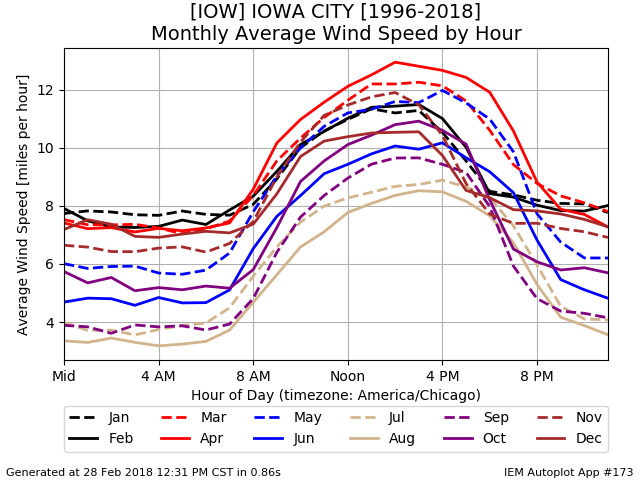 [IOW] IOWA CITY [1996-2018]
Monthly Average Wind Speed by Hour
Average Wind Speed [miles per hour]
12
10
8
6
4
Mid 4 AM 8 AM Noon 4 PM 8 PM
Hour of Day (timezone: America/Chicago)
Jan Mar May Jul Sep Nov
Feb Apr Jun Aug Oct Dec
Generated at 28 Feb 2018 12:31 PM CST in 0.86s IEM Autoplot App #173